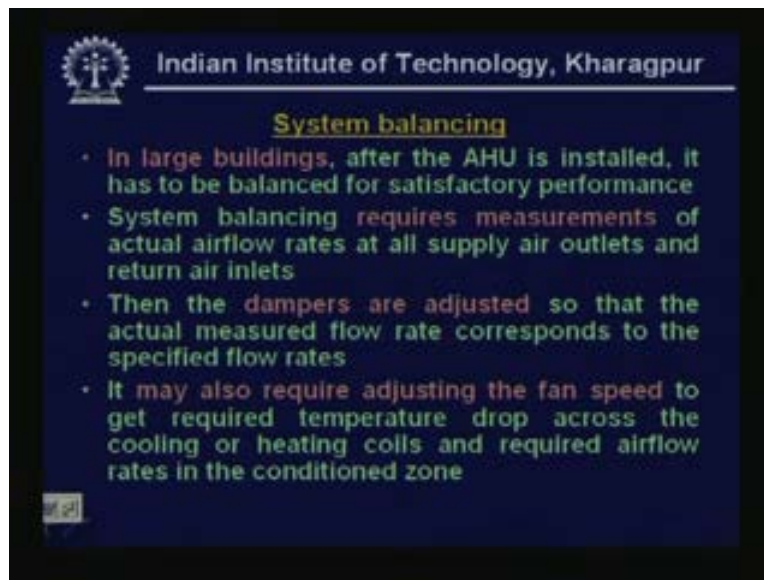 Indian Institute of Technology, Kharagpur
System balancing
• In large buildings, after the AHU is installed, it
has to be balanced for satisfactory performance
• System balancing requires measurements of
actual airflow rates at all supply air outlets and
return air inlets
• Then the dampers are adjusted so that the
actual measured flow rate corresponds to the
specified flow rates
• It may also require adjusting the fan speed to
get required temperature drop across the
cooling or heating coils and required airflow
rates in the conditioned zone